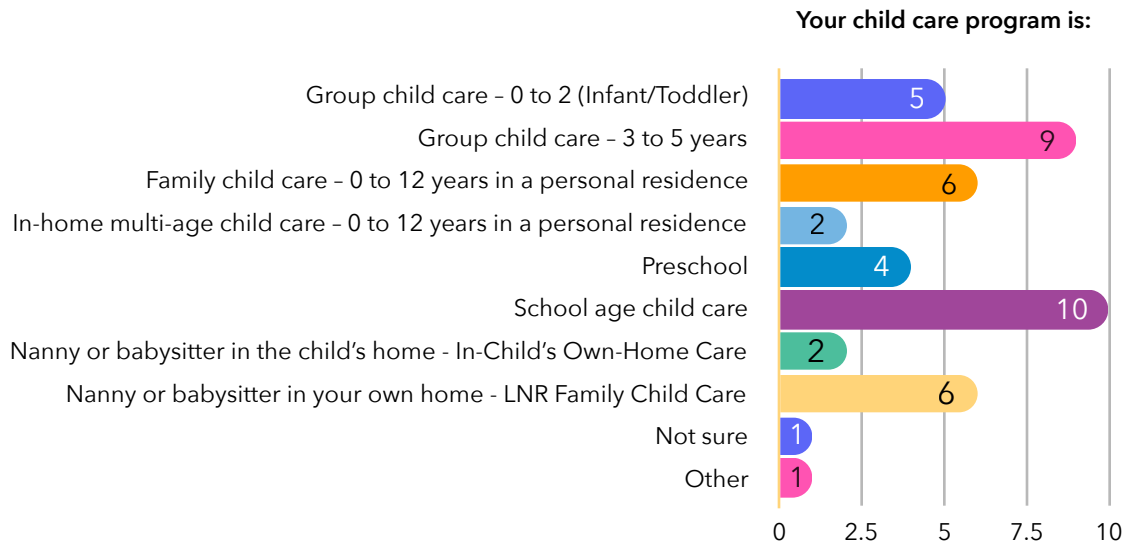 Your child care program is:
Group child care – 0 to 2 (Infant/Toddler) 5
Group child care – 3 to 5 years 9
Family child care – 0 to 12 years in a personal residence 6
In-home multi-age child care – 0 to 12 years in a personal residence 2
Preschool 4
School age child care 10
Nanny or babysitter in the child’s home - In-Child’s Own-Home Care 2
Nanny or babysitter in your own home - LNR Family Child Care 6
Not sure 1
Other 1
0 2.5 5 7.5 10